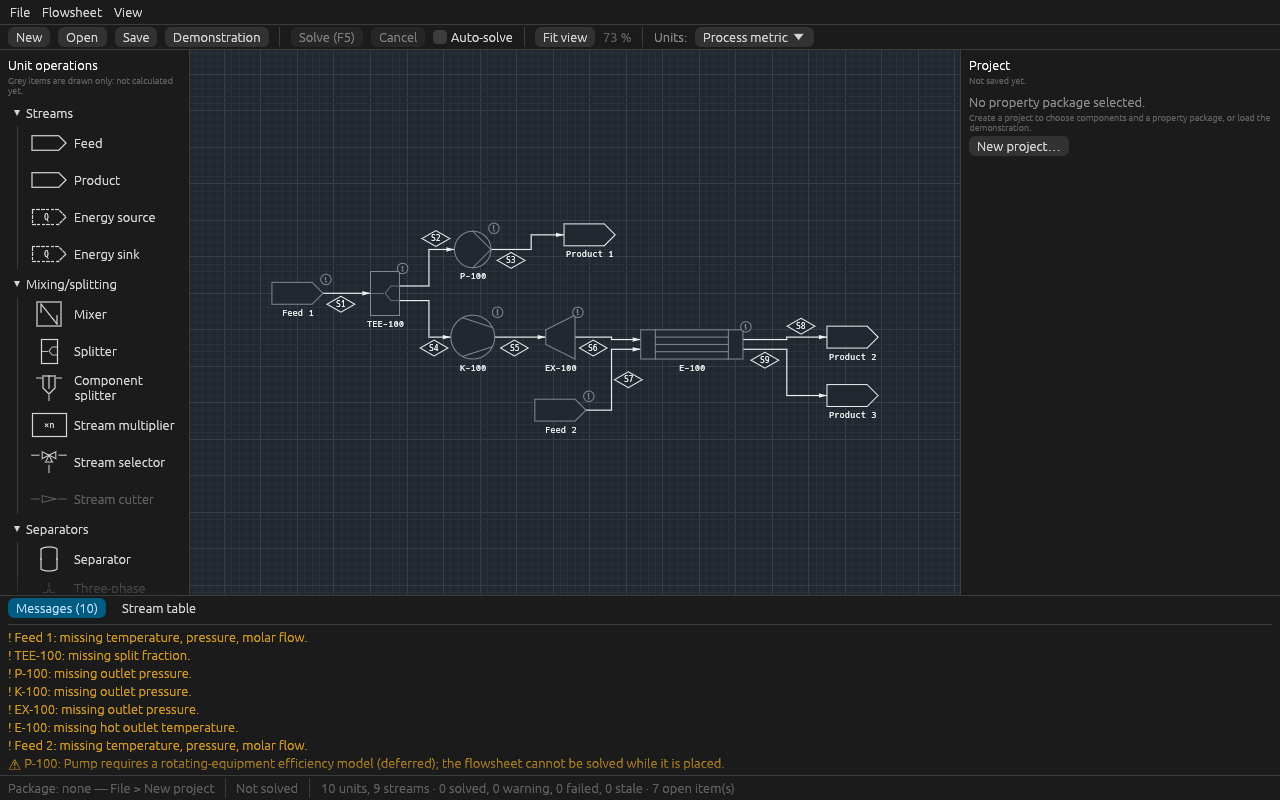 File Flowsheet View
New Open Save Demonstration Solve (F5) Cancel Auto-solve Fit view 73 % Units: Process metric
Unit operations
Grey items are drawn only: not calculated
yet.
Streams
Feed
Product
Q Energy source
Q Energy sink
Mixing/splitting
Mixer
Splitter
Component
splitter
×n Stream multiplier
Stream selector
Stream cutter
Separators
Separator
Three-phase
S2
P-100
S3
Product 1
Feed 1
S1
TEE-100
S4
K-100
S5
EX-100
S6
E-100
S8
Product 2
S9
S7
Feed 2
Product 3
Project
Not saved yet.
No property package selected.
Create a project to choose components and a property package, or load the
demonstration.
New project…
Messages (10) Stream table
! Feed 1: missing temperature, pressure, molar flow.
! TEE-100: missing split fraction.
! P-100: missing outlet pressure.
! K-100: missing outlet pressure.
! EX-100: missing outlet pressure.
! E-100: missing hot outlet temperature.
! Feed 2: missing temperature, pressure, molar flow.
⚠ P-100: Pump requires a rotating-equipment efficiency model (deferred); the flowsheet cannot be solved while it is placed.
Package: none — File > New project Not solved 10 units, 9 streams · 0 solved, 0 warning, 0 failed, 0 stale · 7 open item(s)